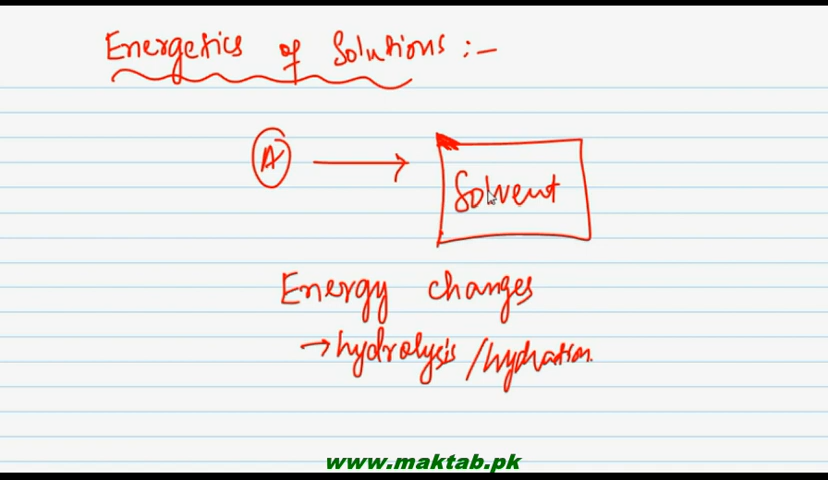 Energetics of Solutions :-
A
Solvent
Energy changes
→ hydrolysis / hydration.
www.maktab.pk